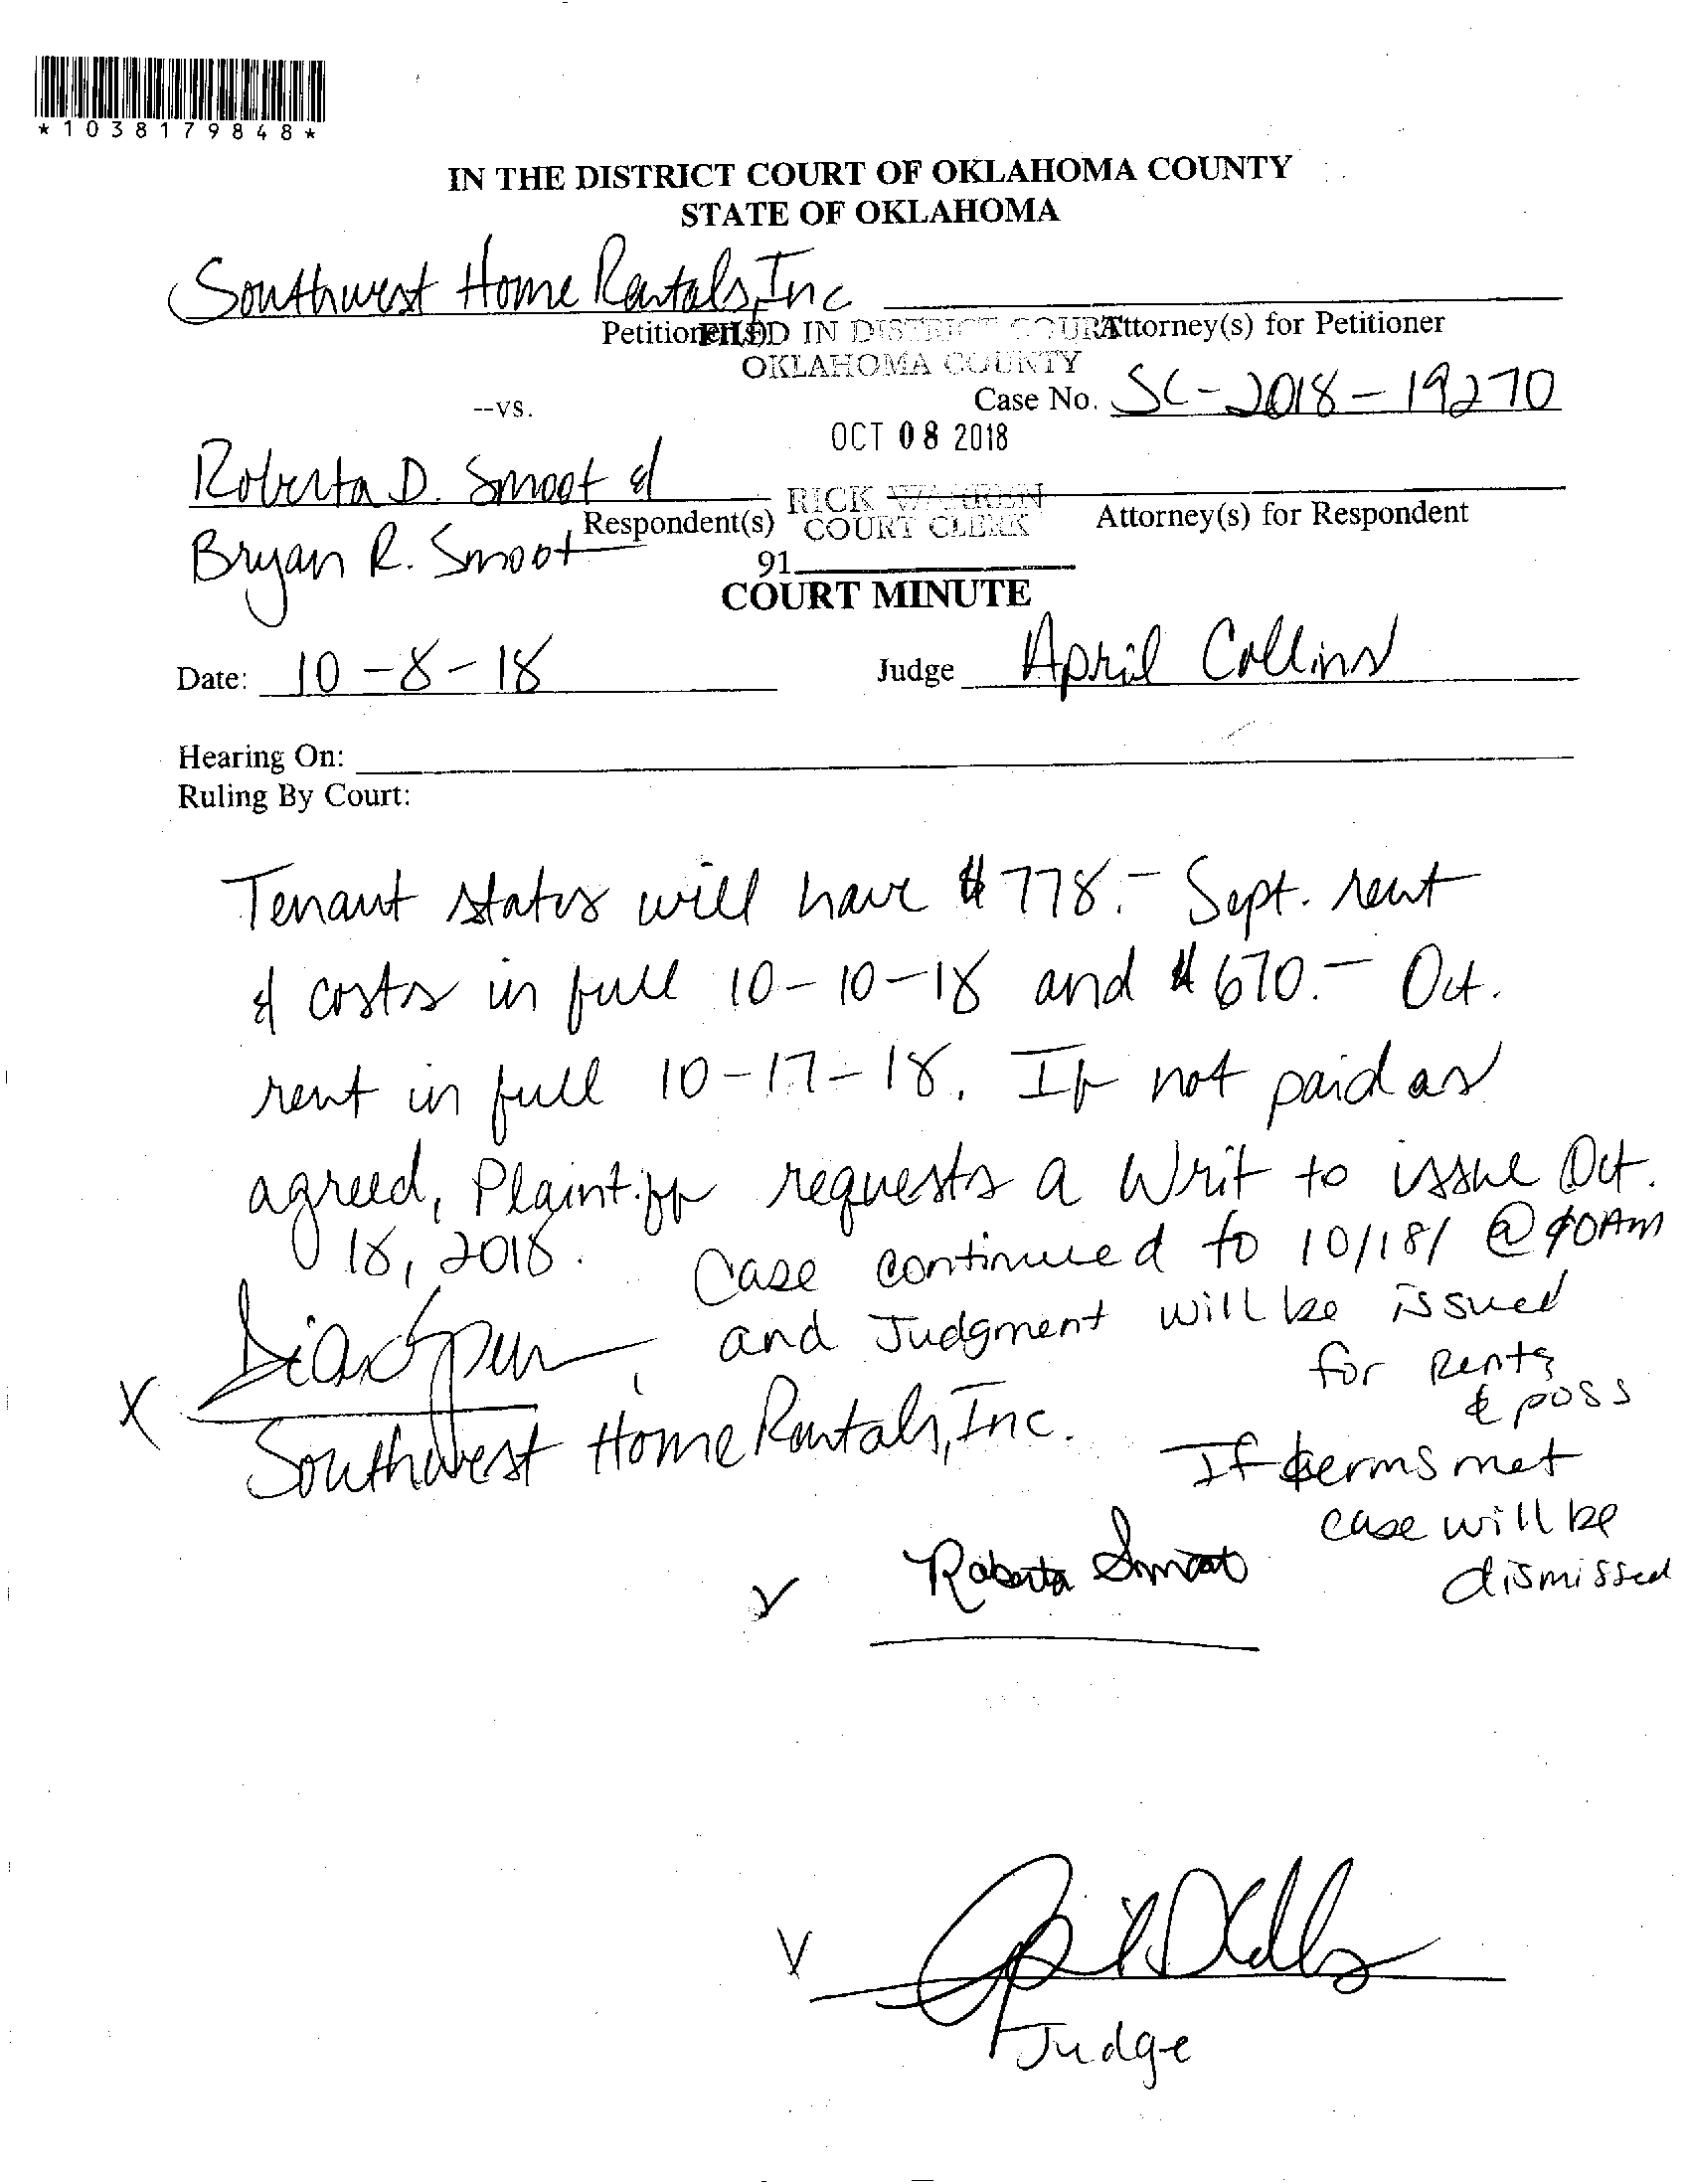 *1038179848*
IN THE DISTRICT COURT OF OKLAHOMA COUNTY
STATE OF OKLAHOMA
Southwest Home Rentals, Inc
Petitioner(s)
Attorney(s) for Petitioner
FILED IN DISTRICT COURT
OKLAHOMA COUNTY
--vs.
Case No. SC-2018-19270
OCT 08 2018
Roberta D. Smoot &
RICK WARREN
Respondent(s)
COURT CLERK
Attorney(s) for Respondent
Bryan R. Smoot
91
COURT MINUTE
Date: 10-8-18
Judge April Collins
Hearing On:
Ruling By Court:
Tenant states will have $778.- Sept. rent
& costs in full 10-10-18 and $670.- Oct.
rent in full 10-17-18. If not paid as
agreed, Plaintiff requests a Writ to issue Oct.
18, 2018.
Case continued to 10/18/ @ 10AM
and Judgment will be issued
for Rents
& poss
X
Southwest Home Rentals, Inc.
If terms met
case will be
dismissed
Roberta Smoot
Judge